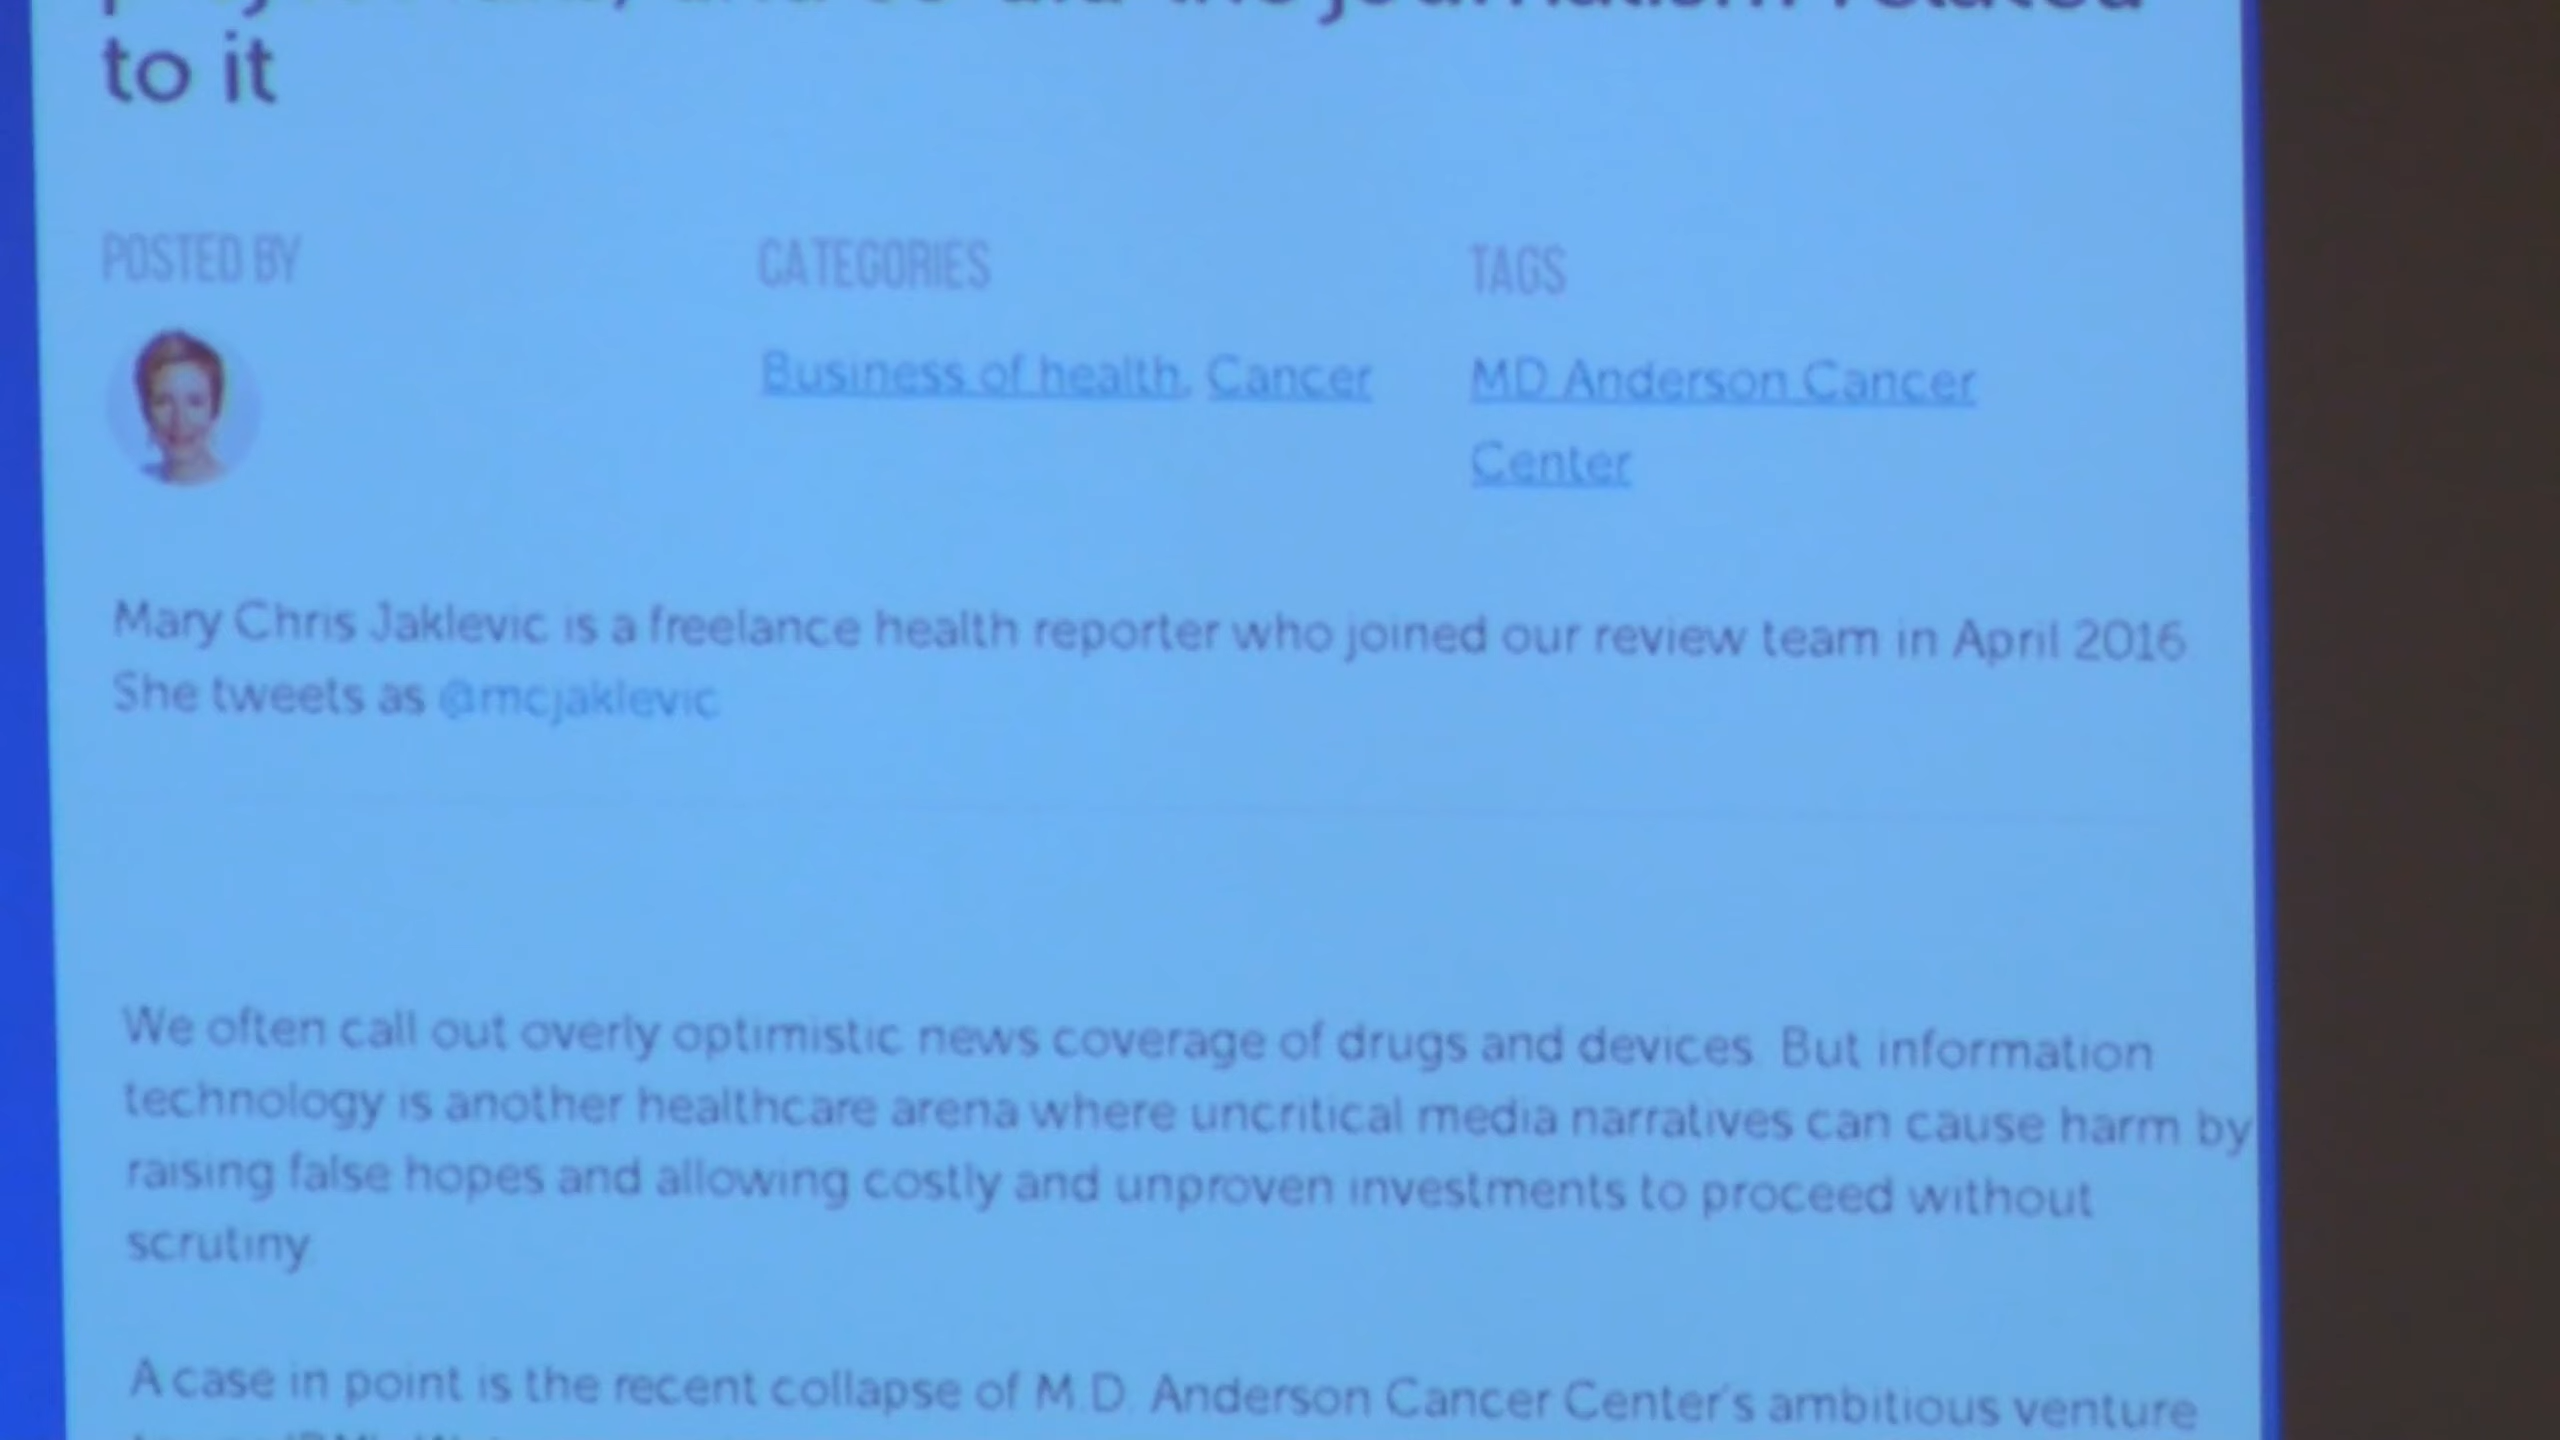 to it
POSTED BY
CATEGORIES
TAGS
Business of health, Cancer
MD Anderson Cancer
Center
Mary Chris Jaklevic is a freelance health reporter who joined our review team in April 2016
She tweets as @mcjaklevic
We often call out overly optimistic news coverage of drugs and devices. But information
technology is another healthcare arena where uncritical media narratives can cause harm by
raising false hopes and allowing costly and unproven investments to proceed without
scrutiny
A case in point is the recent collapse of M.D. Anderson Cancer Center's ambitious venture